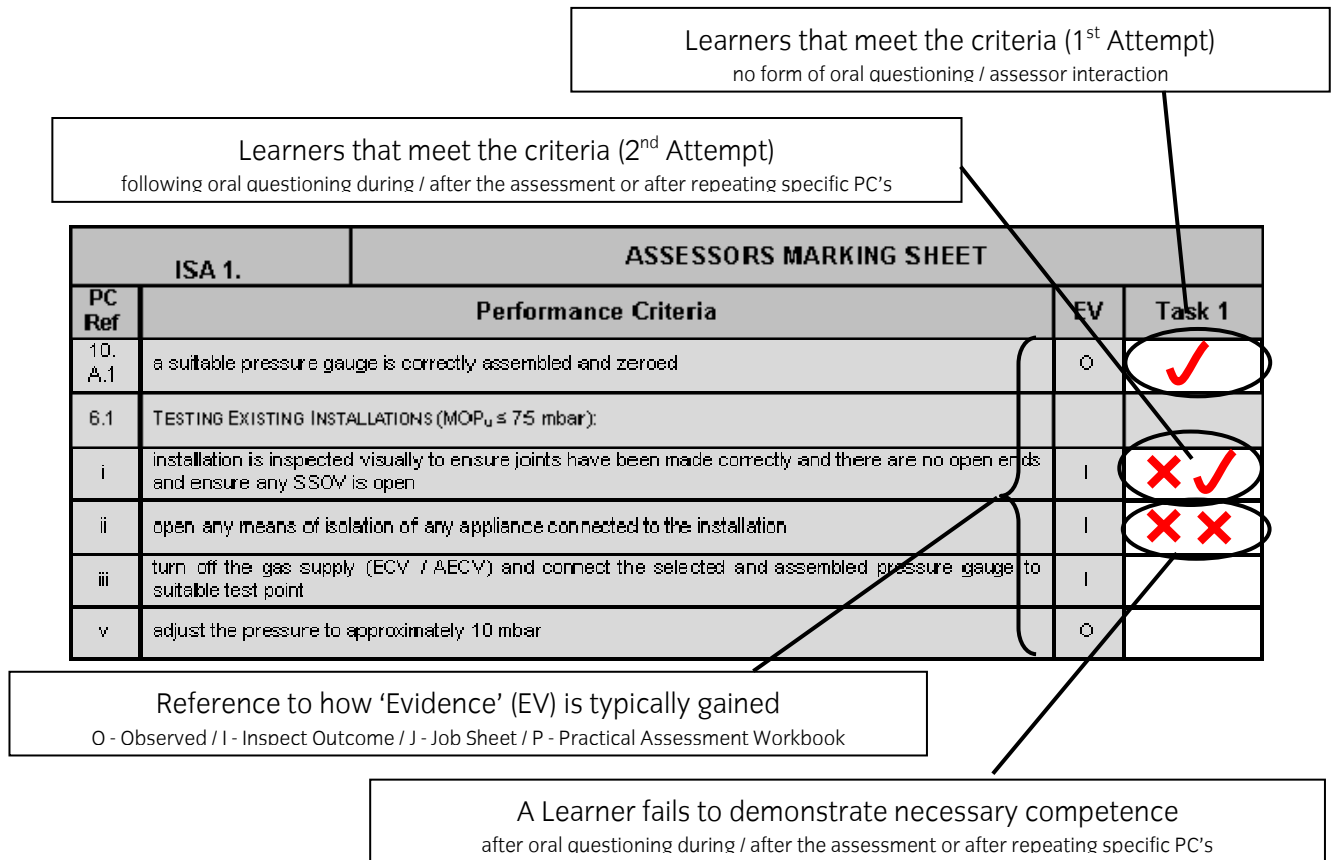 Learners that meet the criteria (1st Attempt)
no form of oral questioning / assessor interaction
Learners that meet the criteria (2nd Attempt)
following oral questioning during / after the assessment or after repeating specific PC's
ISA 1.
ASSESSORS MARKING SHEET
PC Ref
Performance Criteria
EV
Task 1
10. A.1
a suitable pressure gauge is correctly assembled and zeroed
O
✓
6.1
TESTING EXISTING INSTALLATIONS (MOPu ≤ 75 mbar):
i
installation is inspected visually to ensure joints have been made correctly and there are no open ends
and ensure any SSOV is open
I
✗✓
ii
open any means of isolation of any appliance connected to the installation
I
✗✗
iii
turn off the gas supply (ECV / AECV) and connect the selected and assembled pressure gauge to
suitable test point
I
v
adjust the pressure to approximately 10 mbar
O
Reference to how ‘Evidence’ (EV) is typically gained
O - Observed / I - Inspect Outcome / J - Job Sheet / P - Practical Assessment Workbook
A Learner fails to demonstrate necessary competence
after oral questioning during / after the assessment or after repeating specific PC's